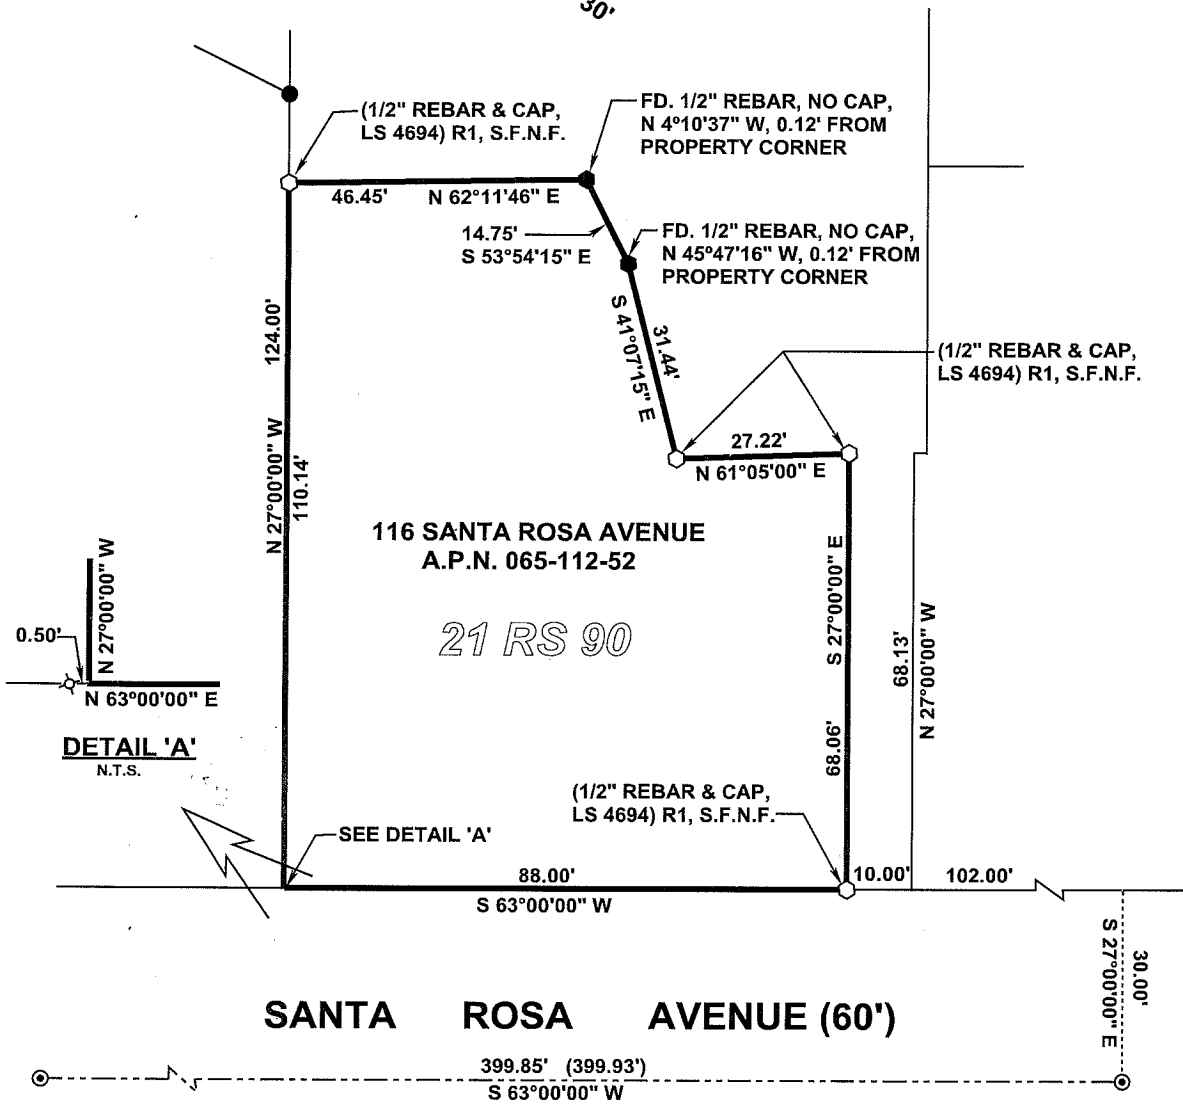 30'
(1/2" REBAR & CAP,
LS 4694) R1, S.F.N.F.
FD. 1/2" REBAR, NO CAP,
N 4º10'37" W, 0.12' FROM
PROPERTY CORNER
46.45' N 62°11'46" E
14.75'
S 53°54'15" E
FD. 1/2" REBAR, NO CAP,
N 45º47'16" W, 0.12' FROM
PROPERTY CORNER
124.00'
S 41°07'15" E
31.44'
(1/2" REBAR & CAP,
LS 4694) R1, S.F.N.F.
27.22'
N 61°05'00" E
N 27°00'00" W
110.14'
116 SANTA ROSA AVENUE
A.P.N. 065-112-52
21 RS 90
S 27°00'00" E
68.06'
68.13'
N 27°00'00" W
0.50'
N 27°00'00" W
N 63º00'00" E
DETAIL 'A'
N.T.S.
(1/2" REBAR & CAP,
LS 4694) R1, S.F.N.F.
SEE DETAIL 'A'
88.00'
10.00'
102.00'
S 63°00'00" W
S 27°00'00" E
30.00'
SANTA ROSA AVENUE (60')
399.85' (399.93')
S 63°00'00" W